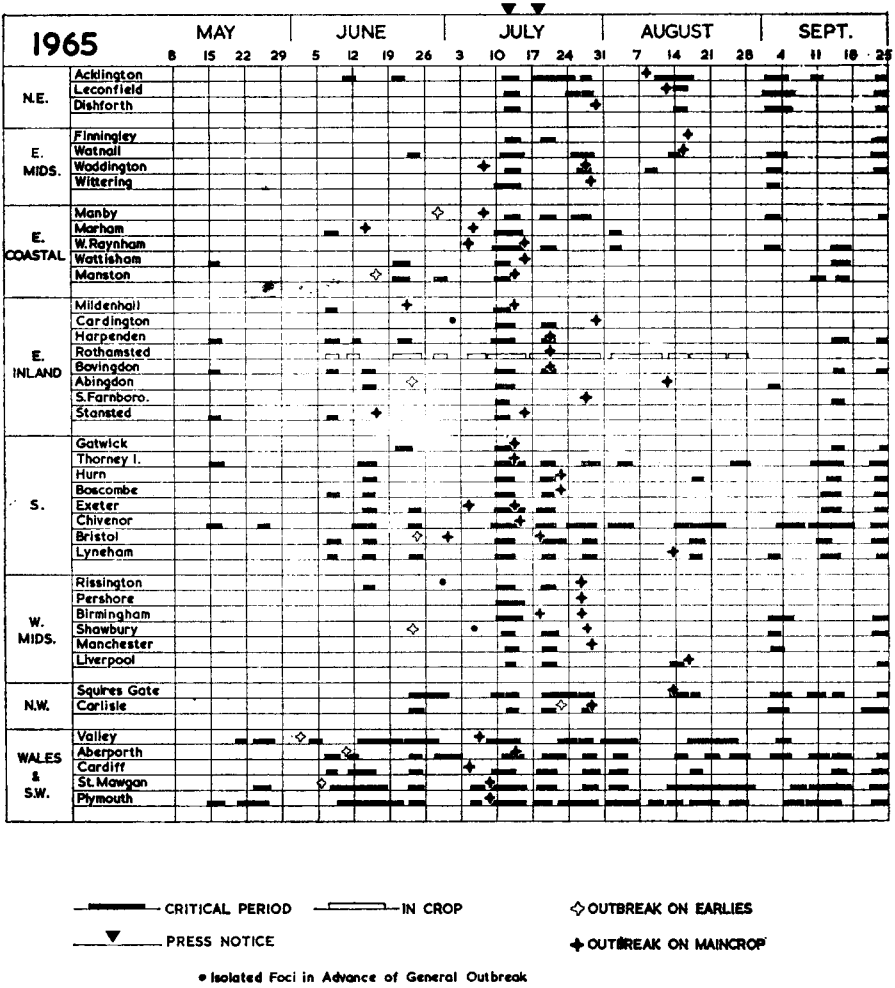 1965 MAY JUNE JULY AUGUST SEPT.
8 15 22 29 5 12 19 26 3 10 17 24 31 7 14 21 28 4 11 18 25
N.E.
Acklington
Leconfield
Dishforth
E. MIDS.
Finningley
Watnall
Waddington
Wittering
E. COASTAL
Manby
Marham
W. Raynham
Wattisham
Manston
E. INLAND
Mildenhall
Cardington
Harpenden
Rothamsted
Bovingdon
Abingdon
S. Farnboro.
Stansted
S.
Gatwick
Thorney I.
Hurn
Boscombe
Exeter
Chivenor
Bristol
Lyneham
W. MIDS.
Rissington
Pershore
Birmingham
Shawbury
Manchester
Liverpool
N.W.
Squires Gate
Carlisle
WALES & S.W.
Valley
Aberporth
Cardiff
St. Mawgan
Plymouth
CRITICAL PERIOD IN CROP OUTBREAK ON EARLIES
PRESS NOTICE OUTBREAK ON MAINCROP
Isolated Foci in Advance of General Outbreak